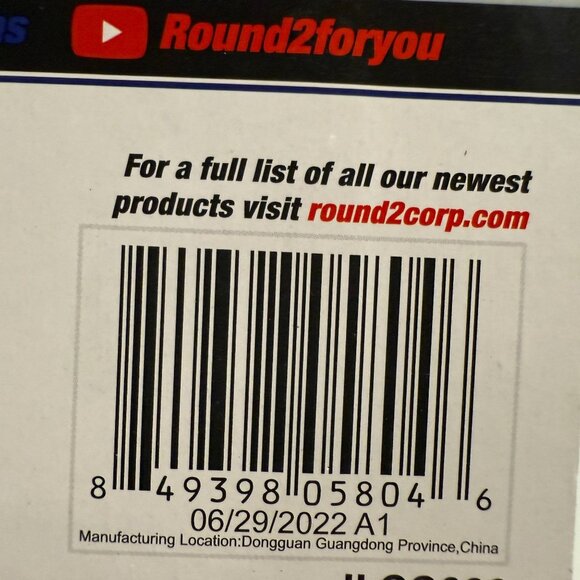 Round2foryou
For a full list of all our newest
products visit round2corp.com
8 49398 05804 6
06/29/2022 A1
Manufacturing Location:Dongguan Guangdong Province,China